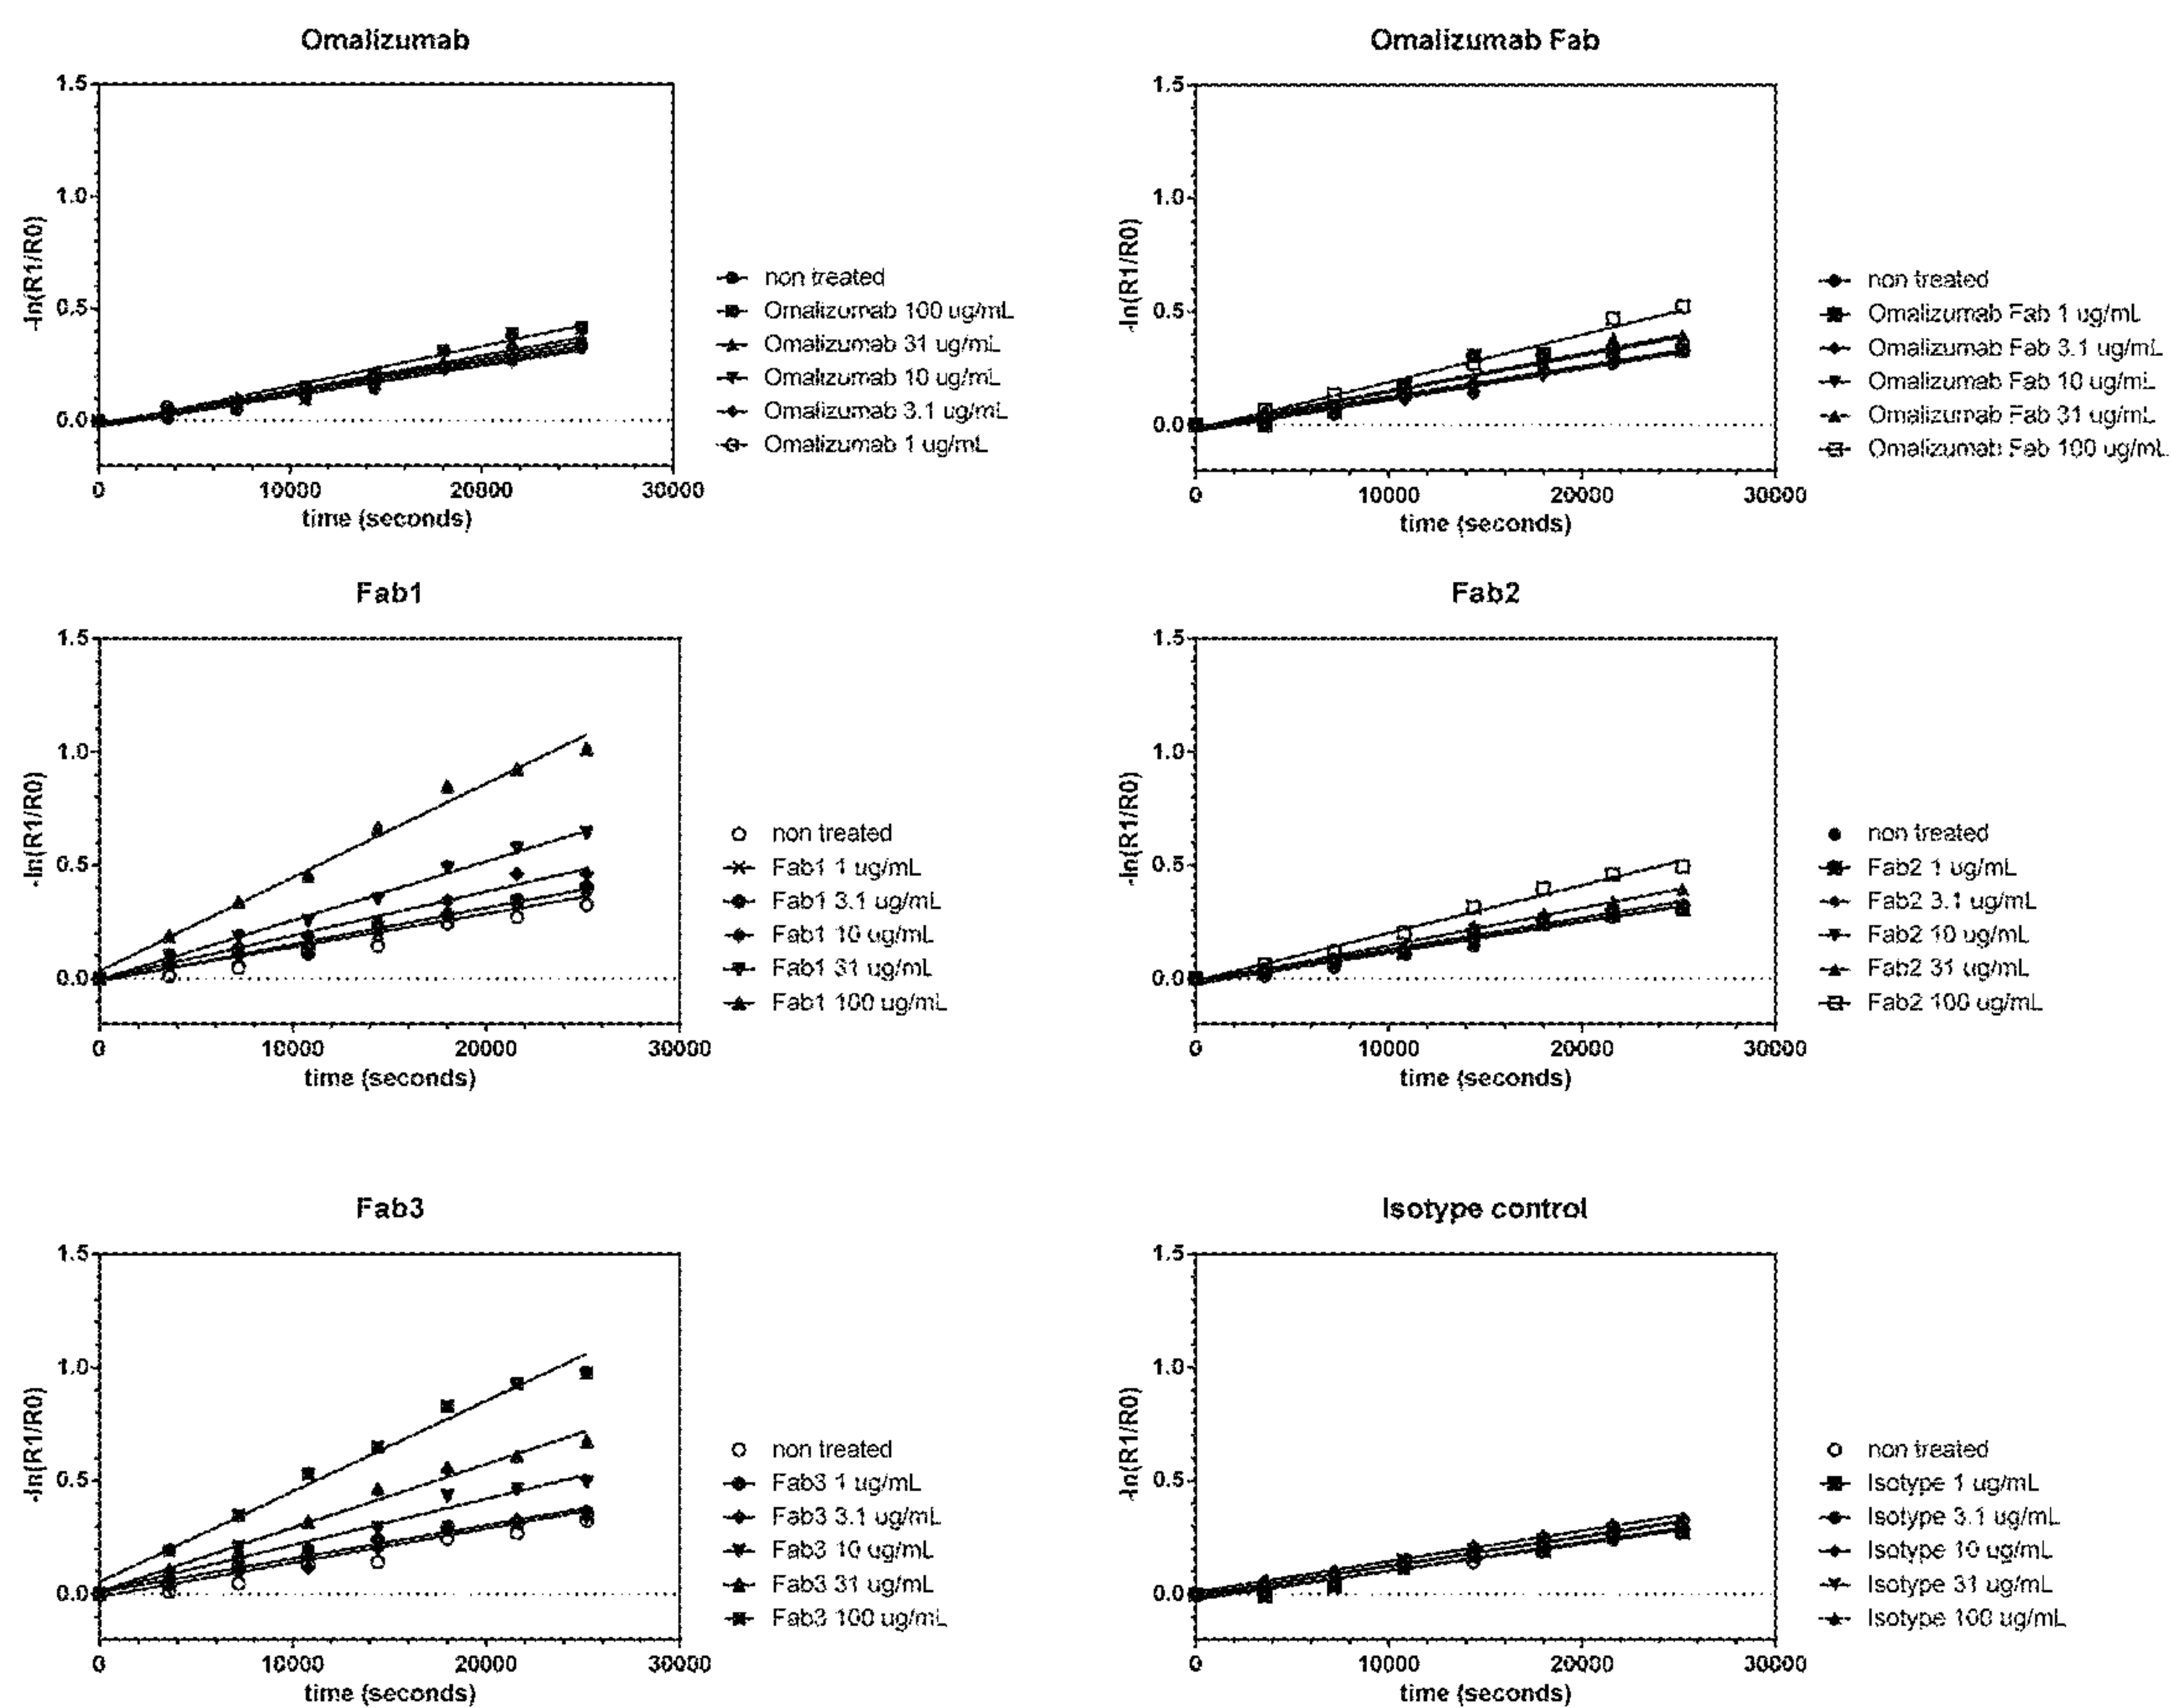 Omalizumab
1.5
1.0
0.5
0.0
-ln(R1/R0)
0 10000 20000 30000
time (seconds)
non treated
Omalizumab 100 ug/mL
Omalizumab 31 ug/mL
Omalizumab 10 ug/mL
Omalizumab 3.1 ug/mL
Omalizumab 1 ug/mL
Omalizumab Fab
1.5
1.0
0.5
0.0
-ln(R1/R0)
0 10000 20000 30000
time (seconds)
non treated
Omalizumab Fab 1 ug/mL
Omalizumab Fab 3.1 ug/mL
Omalizumab Fab 10 ug/mL
Omalizumab Fab 31 ug/mL
Omalizumab Fab 100 ug/mL
Fab1
1.5
1.0
0.5
0.0
-ln(R1/R0)
0 10000 20000 30000
time (seconds)
non treated
Fab1 1 ug/mL
Fab1 3.1 ug/mL
Fab1 10 ug/mL
Fab1 31 ug/mL
Fab1 100 ug/mL
Fab2
1.5
1.0
0.5
0.0
-ln(R1/R0)
0 10000 20000 30000
time (seconds)
non treated
Fab2 1 ug/mL
Fab2 3.1 ug/mL
Fab2 10 ug/mL
Fab2 31 ug/mL
Fab2 100 ug/mL
Fab3
1.5
1.0
0.5
0.0
-ln(R1/R0)
0 10000 20000 30000
time (seconds)
non treated
Fab3 1 ug/mL
Fab3 3.1 ug/mL
Fab3 10 ug/mL
Fab3 31 ug/mL
Fab3 100 ug/mL
Isotype control
1.5
1.0
0.5
0.0
-ln(R1/R0)
0 10000 20000 30000
time (seconds)
non treated
Isotype 1 ug/mL
Isotype 3.1 ug/mL
Isotype 10 ug/mL
Isotype 31 ug/mL
Isotype 100 ug/mL